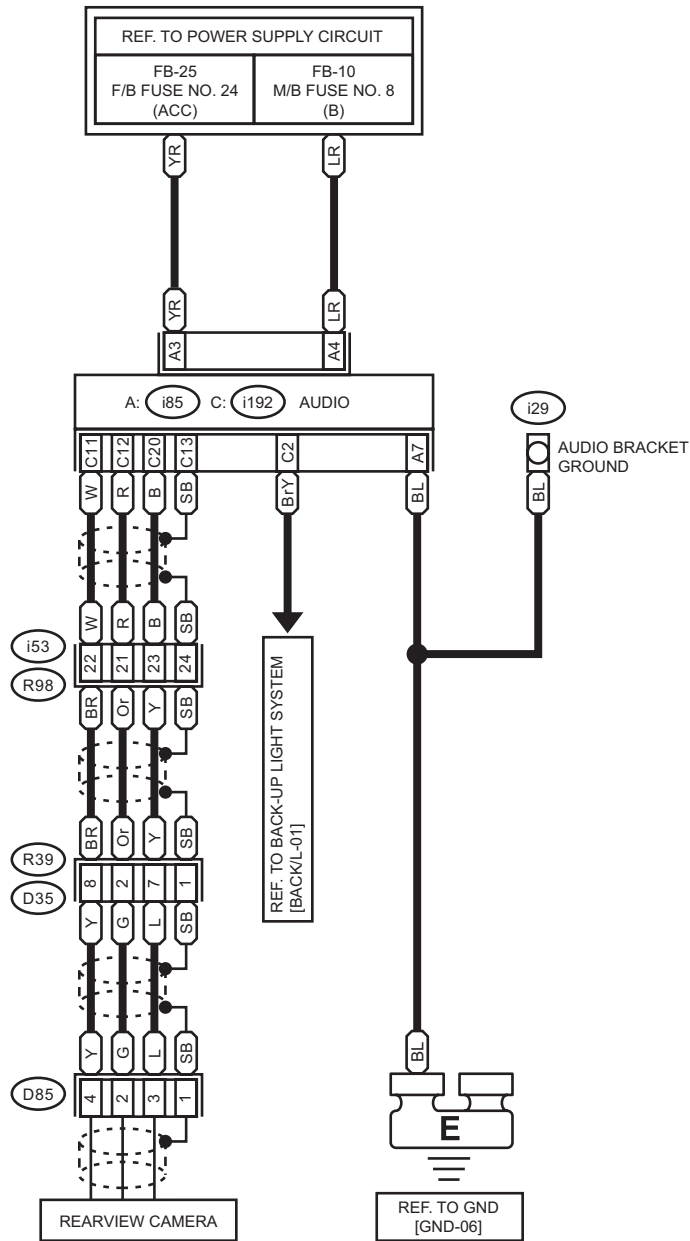 REF. TO POWER SUPPLY CIRCUIT
FB-25
F/B FUSE NO. 24
(ACC)
FB-10
M/B FUSE NO. 8
(B)
YR
LR
YR
LR
A3
A4
A: i85 C: i192 AUDIO
i29
AUDIO BRACKET
GROUND
C11 C12 C20 C13 C2 A7
W R B SB BrY BL BL
W R B SB
i53
22 21 23 24
R98
BR Or Y SB
REF. TO BACK-UP LIGHT SYSTEM
[BACK/L-01]
BR Or Y SB
R39
8 2 7 1
D35
Y G L SB
Y G L SB
BL
D85
4 2 3 1
E
REARVIEW CAMERA
REF. TO GND
[GND-06]